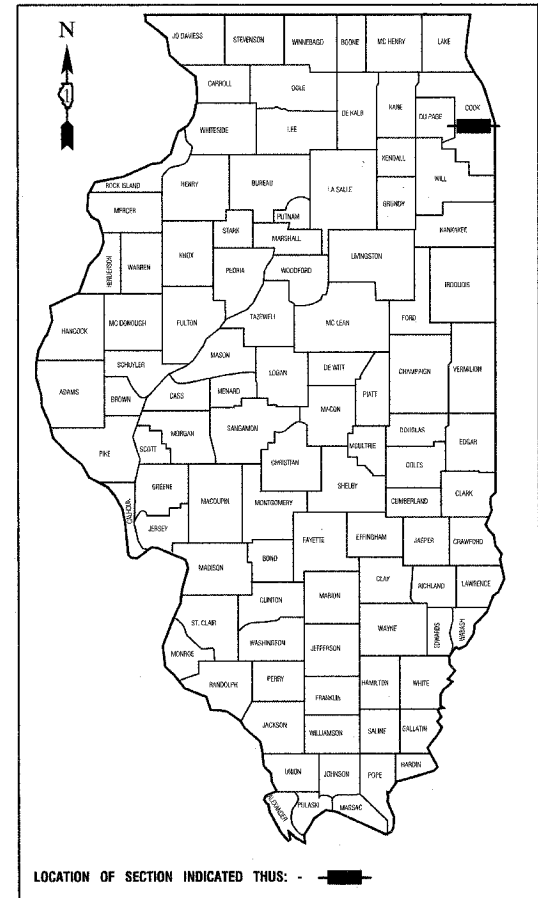 N
JO DAVIESS
STEVENSON
WINNEBAGO
BOONE
MC HENRY
LAKE
CARROLL
OGLE
DE KALB
KANE
COOK
DU PAGE
WHITESIDE
LEE
KENDALL
WILL
ROCK ISLAND
HENRY
BUREAU
LA SALLE
GRUNDY
MERCER
PUTNAM
KANKAKEE
STARK
MARSHALL
HENDERSON
WARREN
KNOX
PEORIA
WOODFORD
LIVINGSTON
IROQUOIS
HANCOCK
MC DONOUGH
FULTON
TAZEWELL
MC LEAN
FORD
MASON
SCHUYLER
LOGAN
DE WITT
CHAMPAIGN
VERMILION
ADAMS
BROWN
CASS
MENARD
MACON
PIATT
MORGAN
SANGAMON
DOUGLAS
PIKE
SCOTT
MOULTRIE
EDGAR
CHRISTIAN
COLES
GREENE
MACOUPIN
MONTGOMERY
SHELBY
CUMBERLAND
CLARK
CALHOUN
JERSEY
FAYETTE
EFFINGHAM
JASPER
CRAWFORD
BOND
MADISON
CLAY
RICHLAND
LAWRENCE
CLINTON
MARION
ST. CLAIR
WAYNE
EDWARDS
WABASH
WASHINGTON
JEFFERSON
MONROE
RANDOLPH
PERRY
HAMILTON
WHITE
FRANKLIN
JACKSON
WILLIAMSON
SALINE
GALLATIN
UNION
JOHNSON
POPE
HARDIN
ALEXANDER
PULASKI
MASSAC
LOCATION OF SECTION INDICATED THUS: -